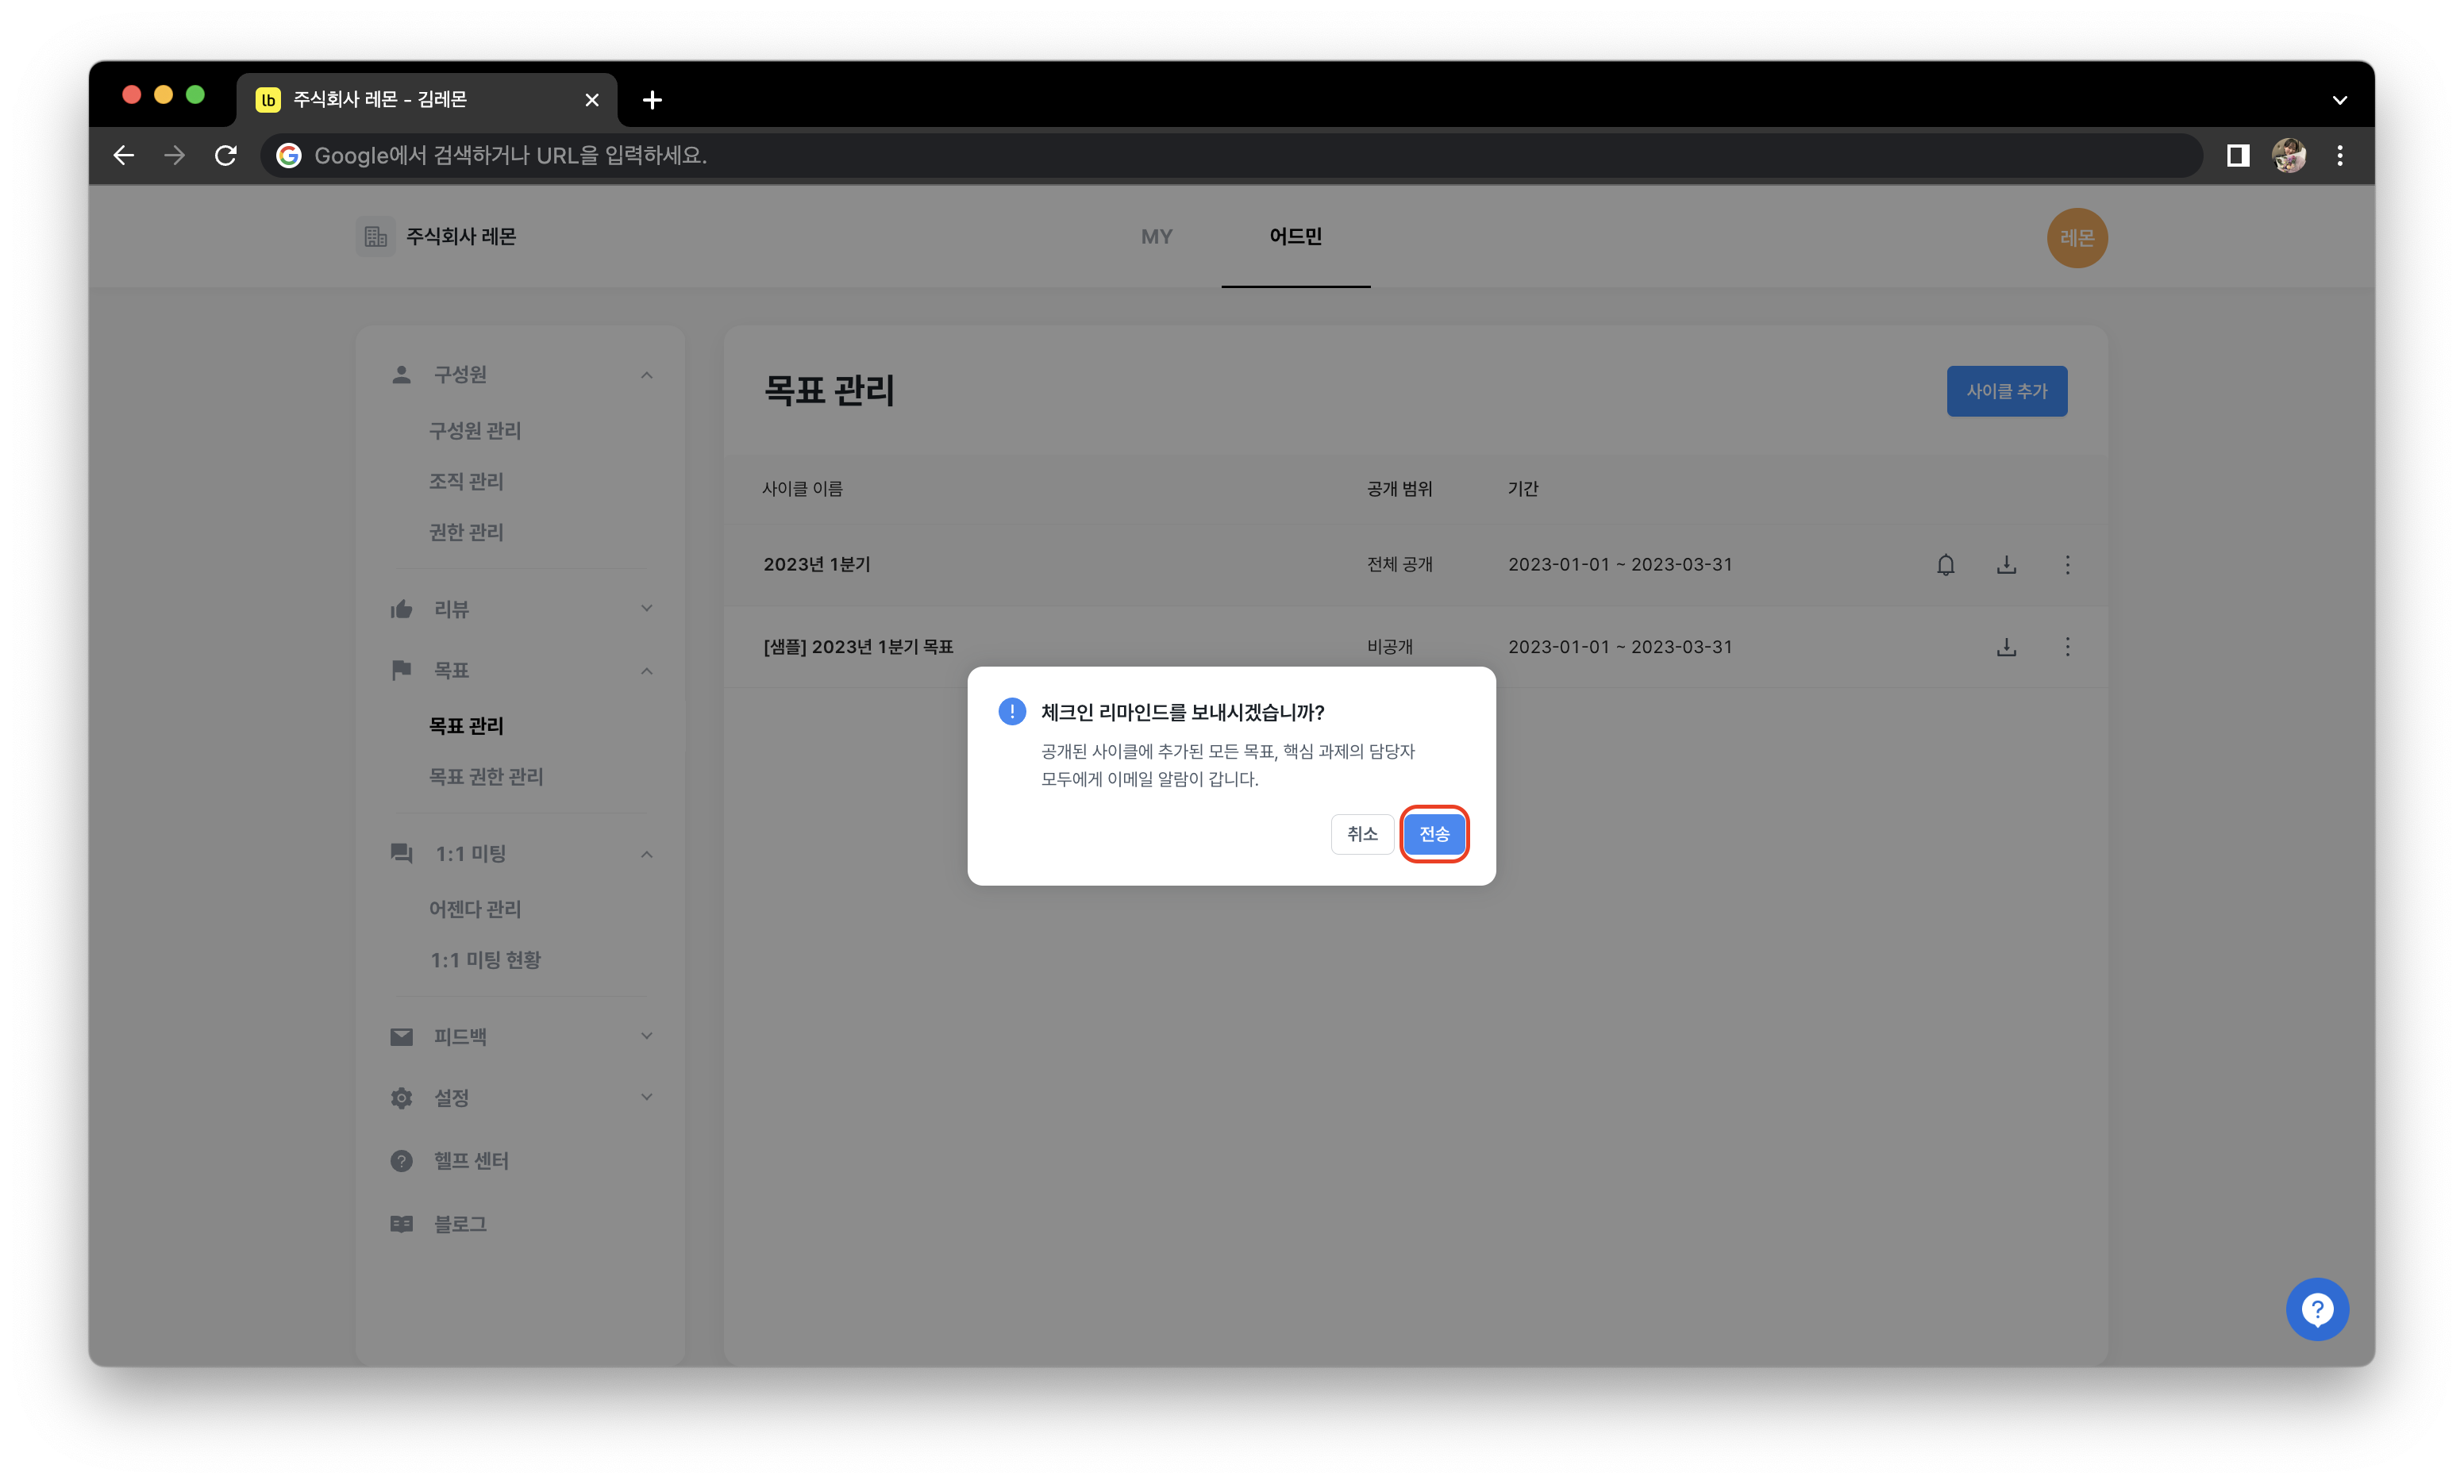 lb 주식회사 레몬 - 김레몬
Google에서 검색하거나 URL을 입력하세요.
주식회사 레몬
MY
어드민
레몬
구성원
구성원 관리
조직 관리
권한 관리
리뷰
목표
목표 관리
목표 권한 관리
1:1 미팅
어젠다 관리
1:1 미팅 현황
피드백
설정
헬프 센터
블로그
목표 관리
사이클 추가
사이클 이름 공개 범위 기간
2023년 1분기 전체 공개 2023-01-01 ~ 2023-03-31
[샘플] 2023년 1분기 목표 비공개 2023-01-01 ~ 2023-03-31
체크인 리마인드를 보내시겠습니까?
공개된 사이클에 추가된 모든 목표, 핵심 과제의 담당자
모두에게 이메일 알람이 갑니다.
취소 전송